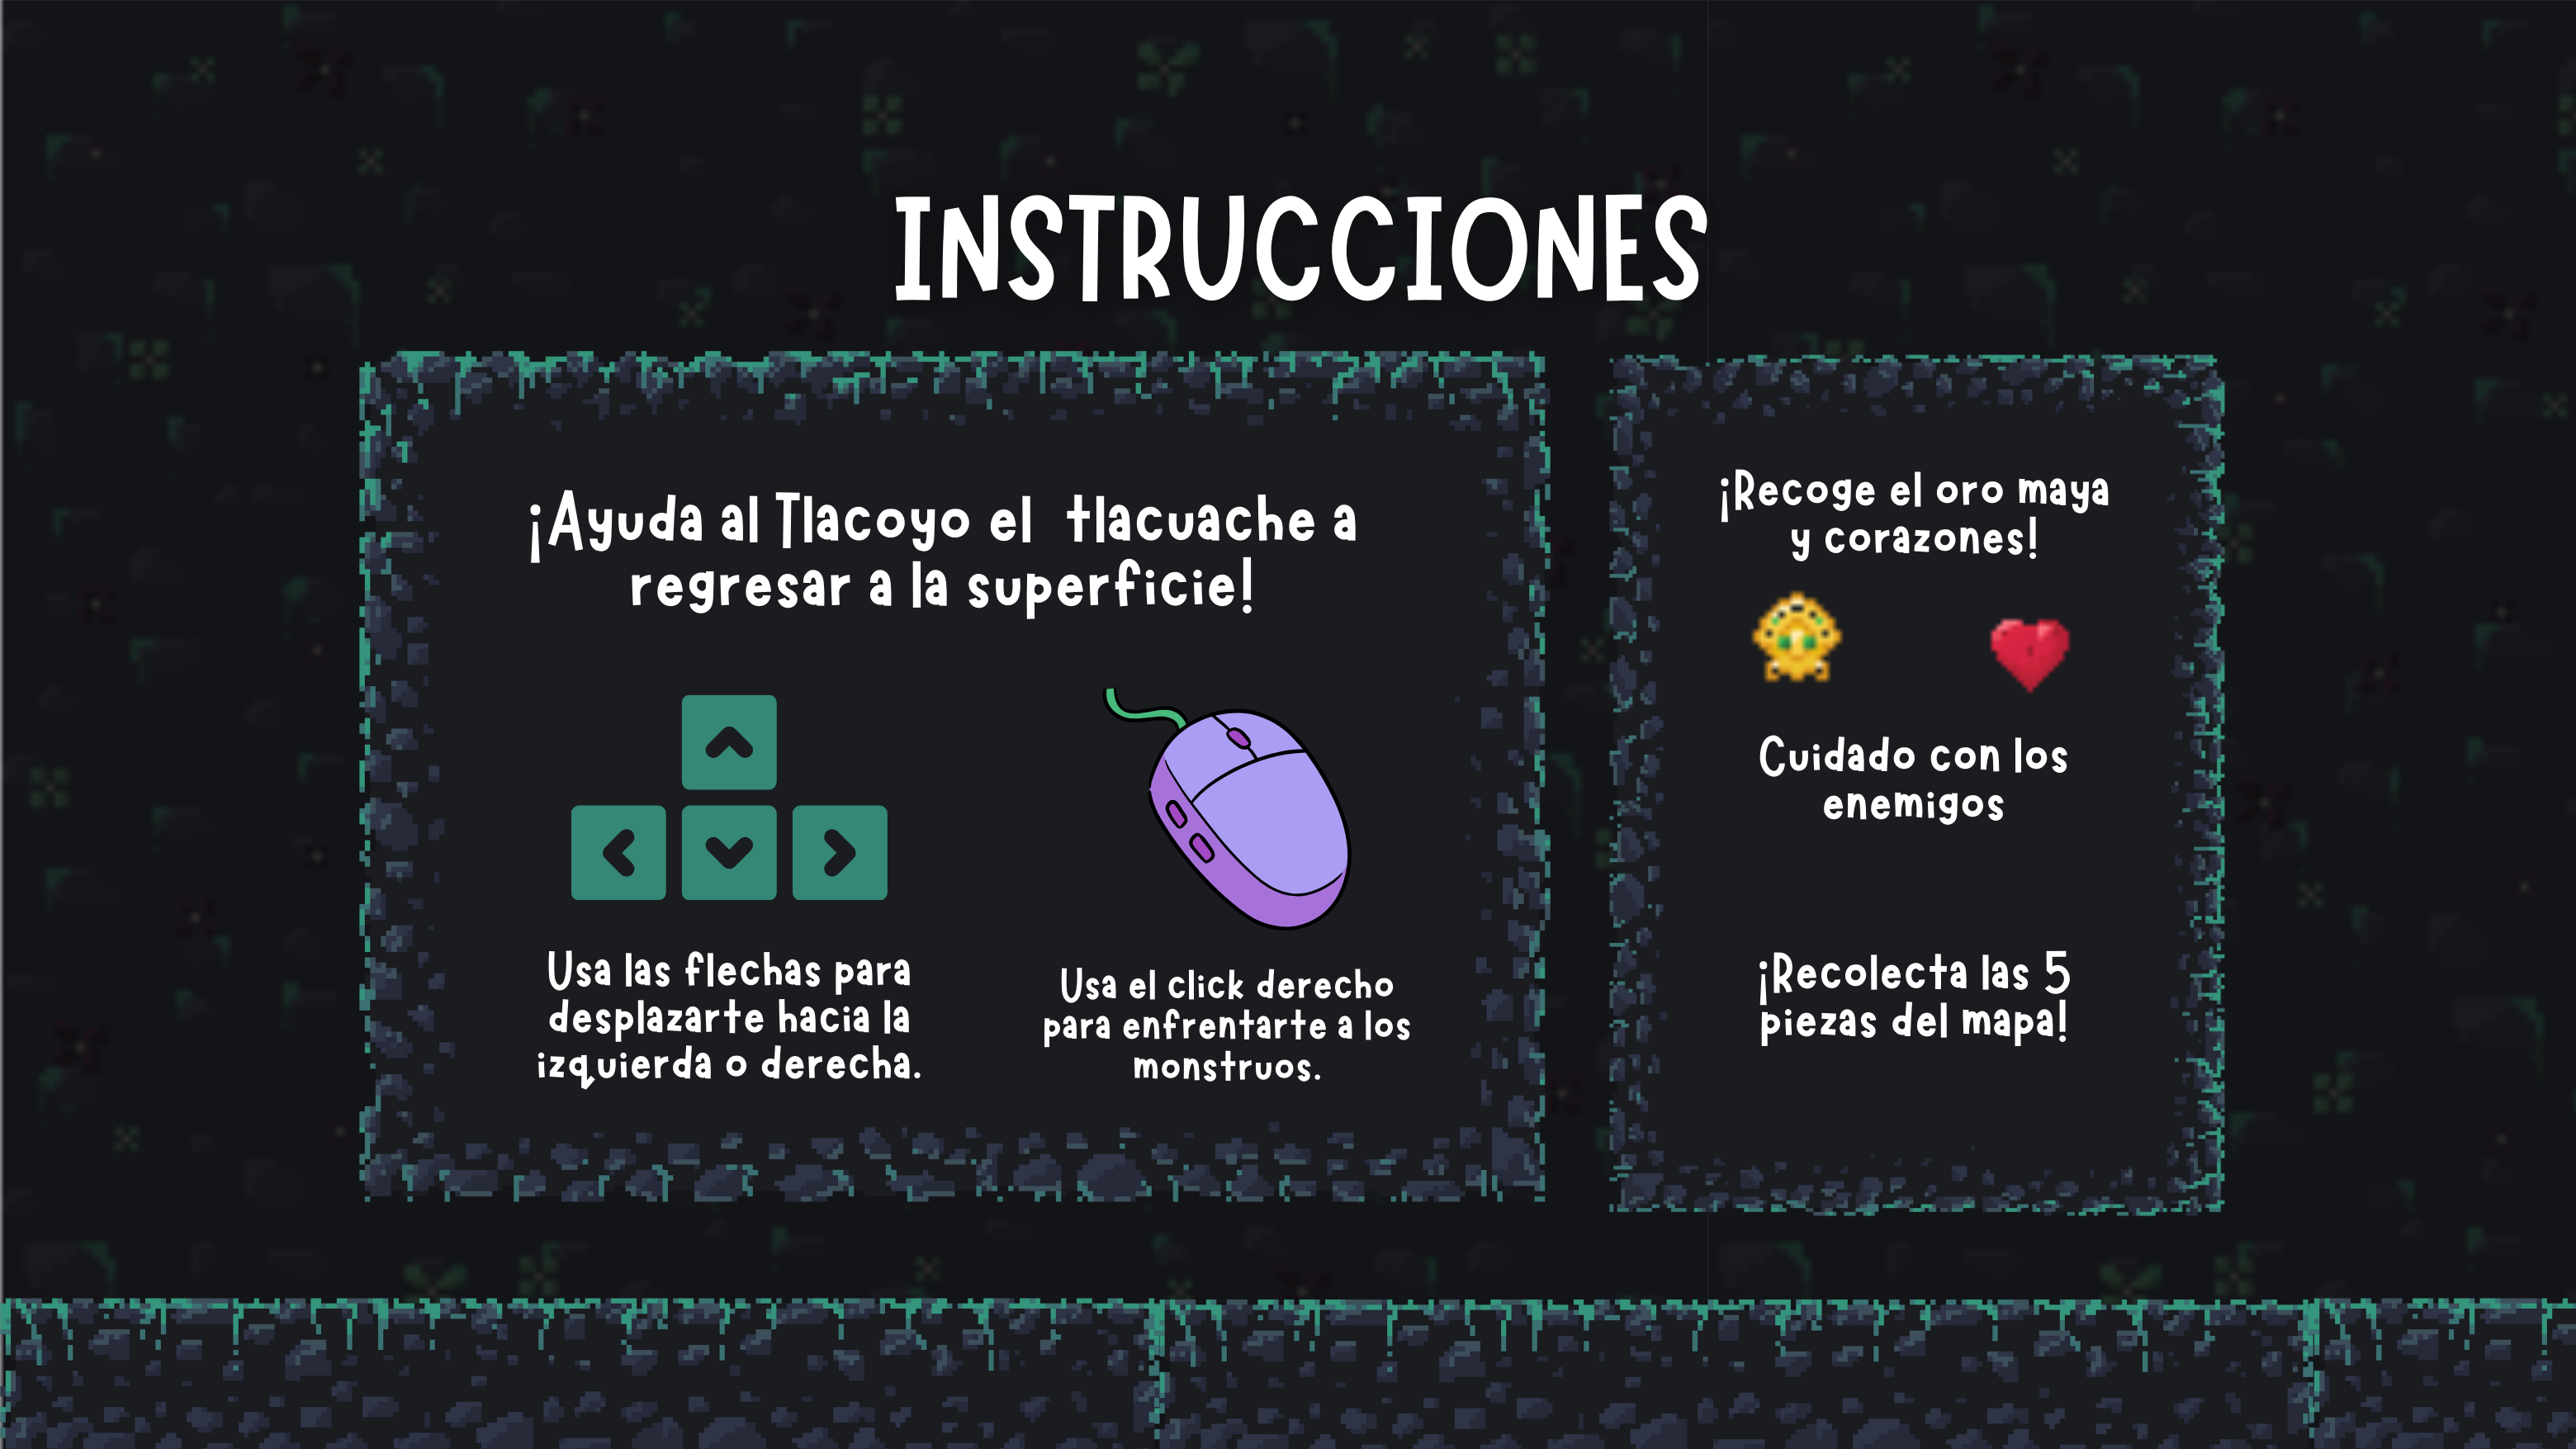 INSTRUCCIONES
¡Ayuda al Tlacoyo el  tlacuache a
regresar a la superficie!
Usa las flechas para
desplazarte hacia la
izquierda o derecha.
Usa el click derecho
para enfrentarte a los
monstruos.
¡Recoge el oro maya
y corazones!
Cuidado con los
enemigos
¡Recolecta las 5
piezas del mapa!